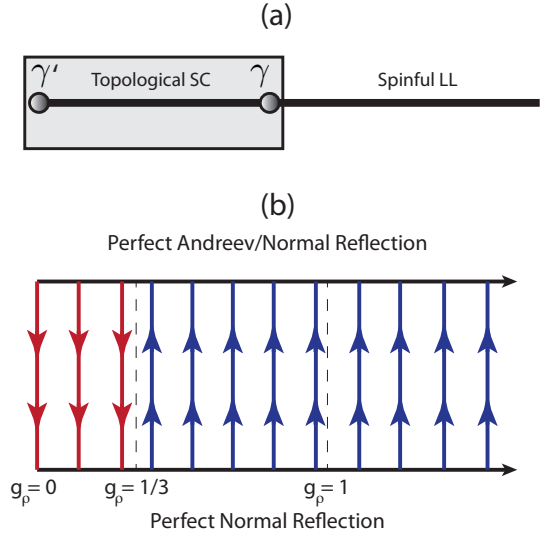 (a)
γ' Topological SC γ Spinful LL
(b)
Perfect Andreev/Normal Reflection
gρ= 0 gρ= 1/3 gρ= 1
Perfect Normal Reflection